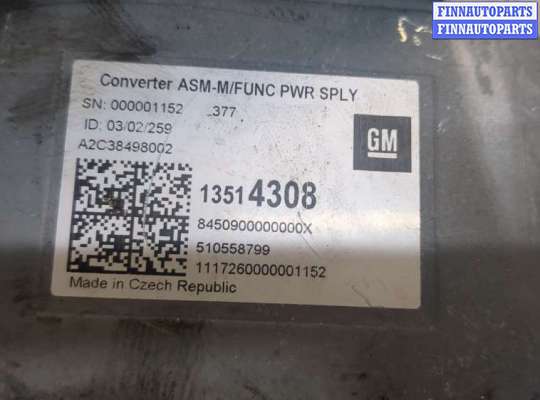 FINNAUTOPARTS
FINNAUTOPARTS
Converter ASM-M/FUNC PWR SPLY
SN: 000001152 .377
ID: 03/02/259
A2C38498002
GM
13514308
8450900000000X
510558799
1117260000001152
Made in Czech Republic